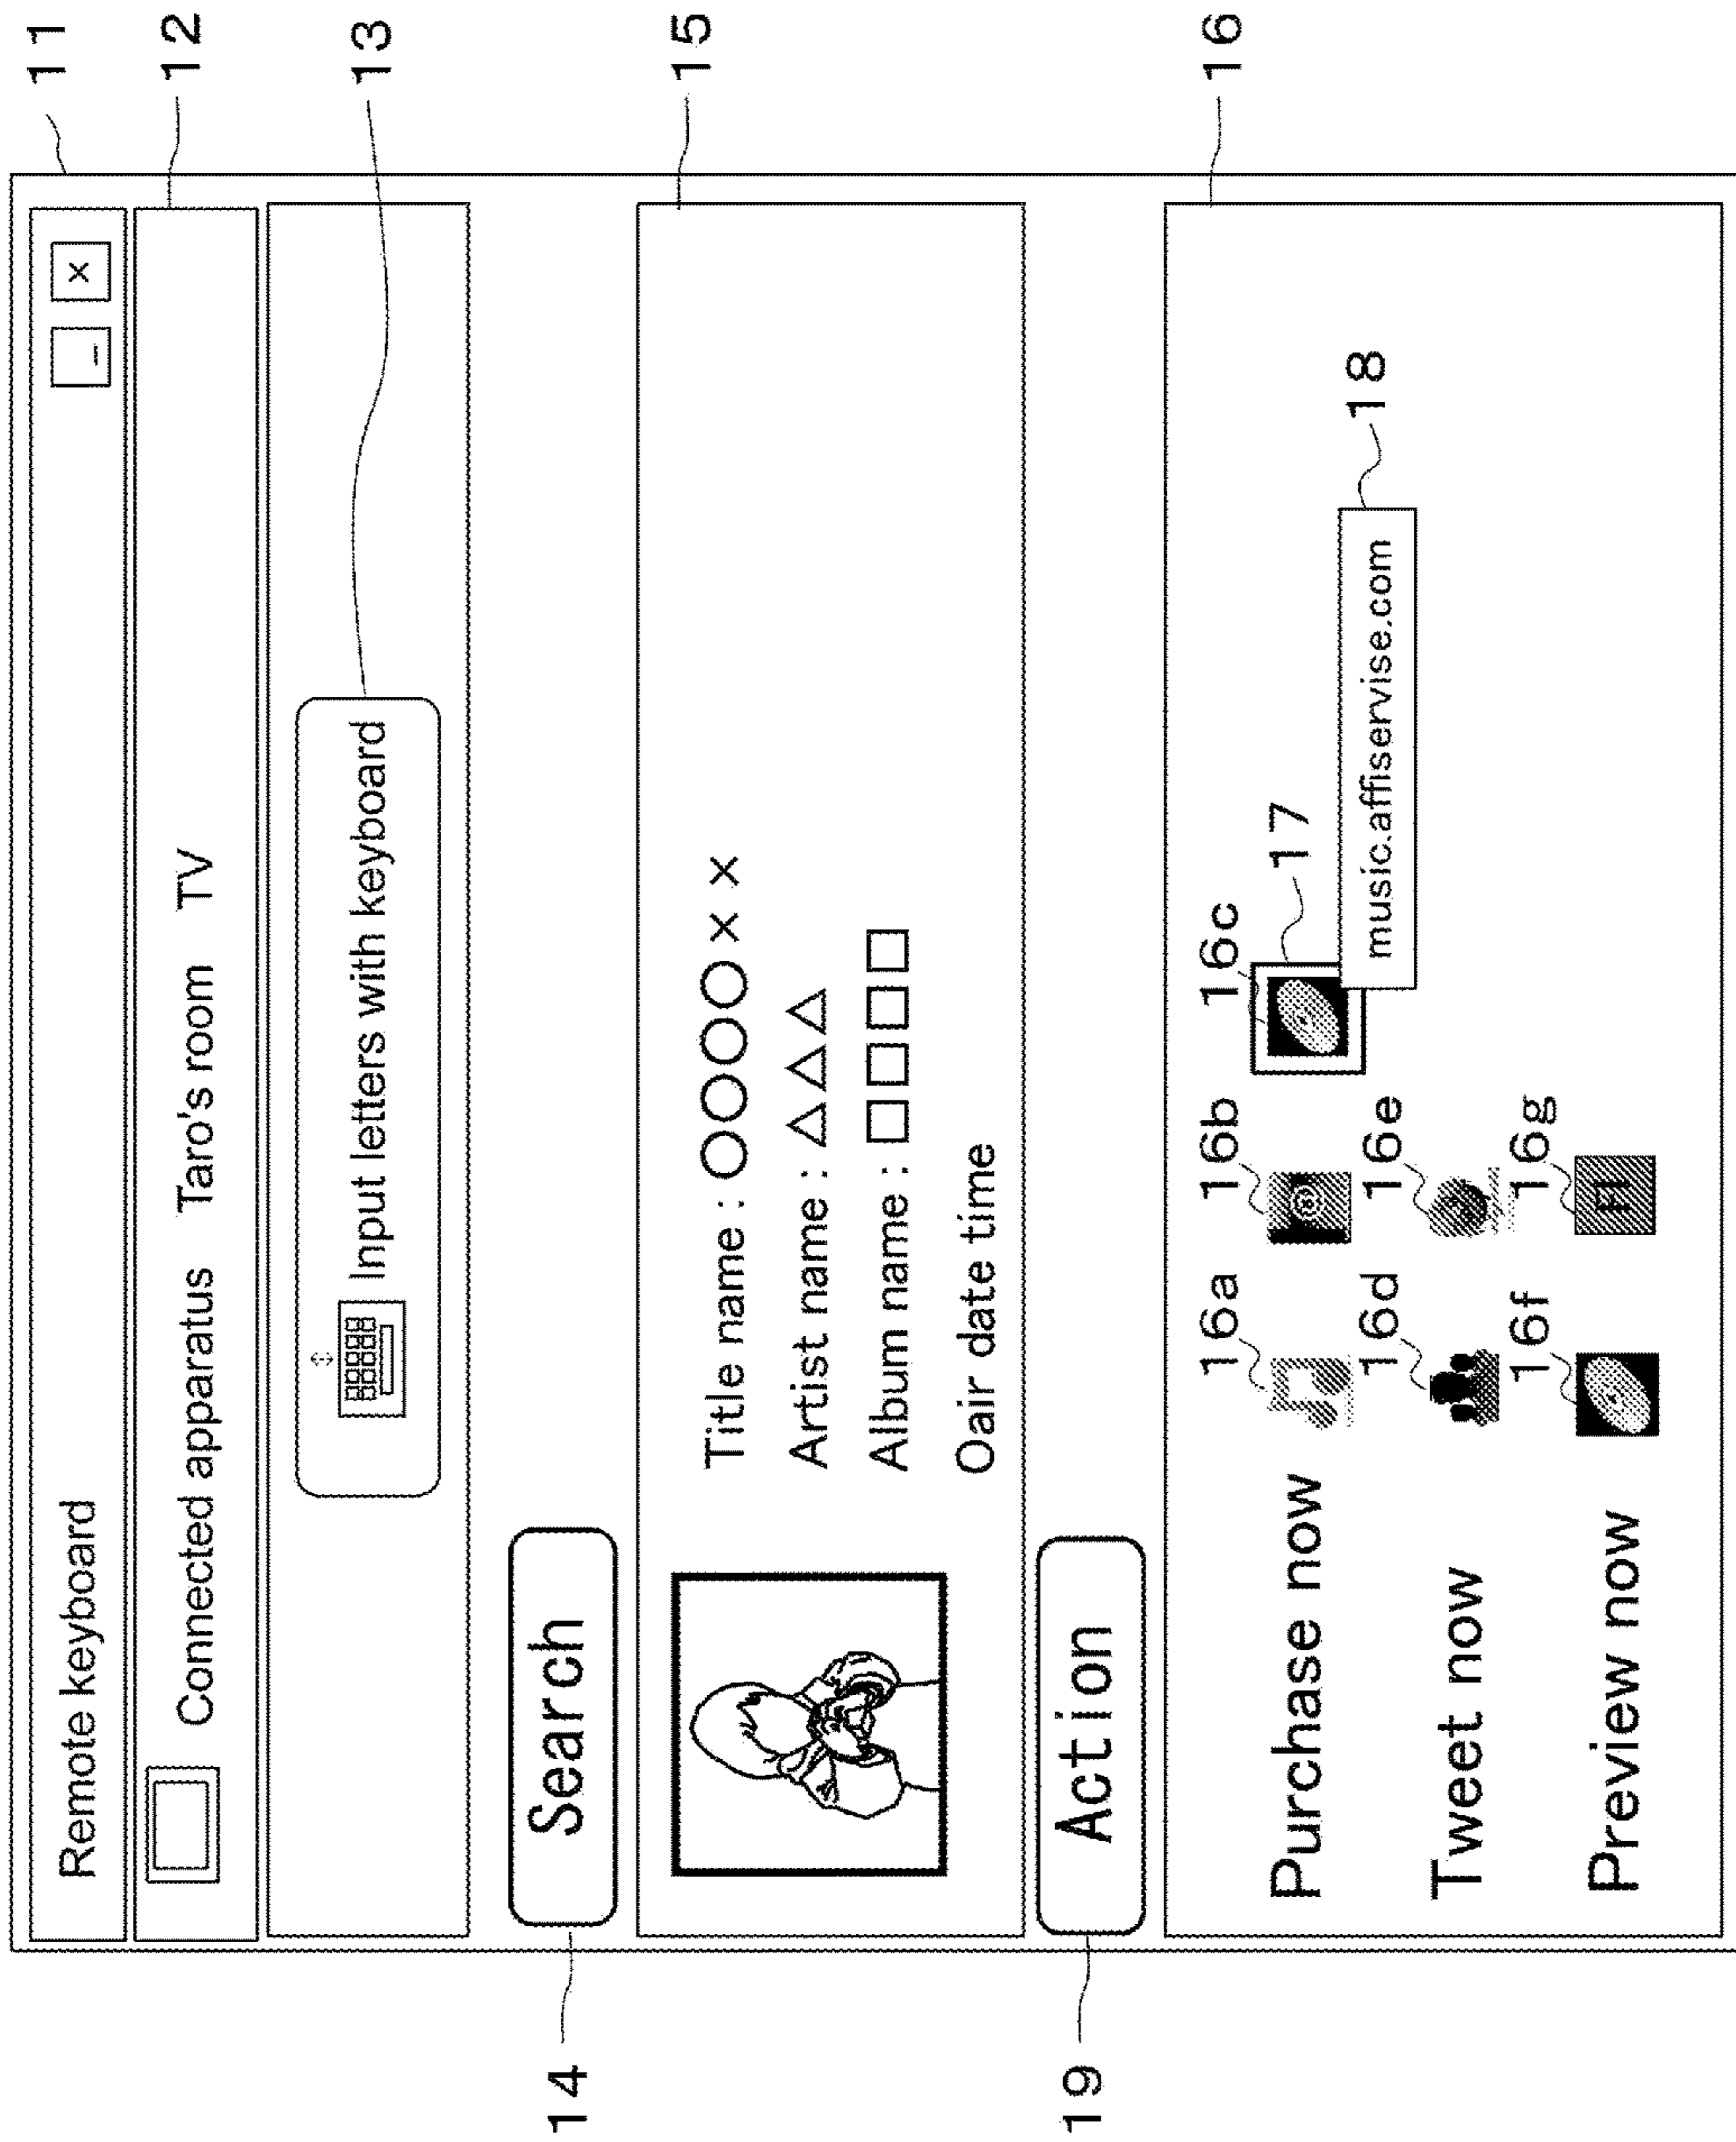 11
Remote keyboard
_ ×
12
Connected apparatus Taro's room TV
13
Input letters with keyboard
14
Search
15
Title name : ○○○○××
Artist name : △△△
Album name : □□□□
Oair date time
19
Action
16
16a 16b 16c
Purchase now
17
18
music.affiservise.com
16d 16e
Tweet now
16f 16g
Preview now